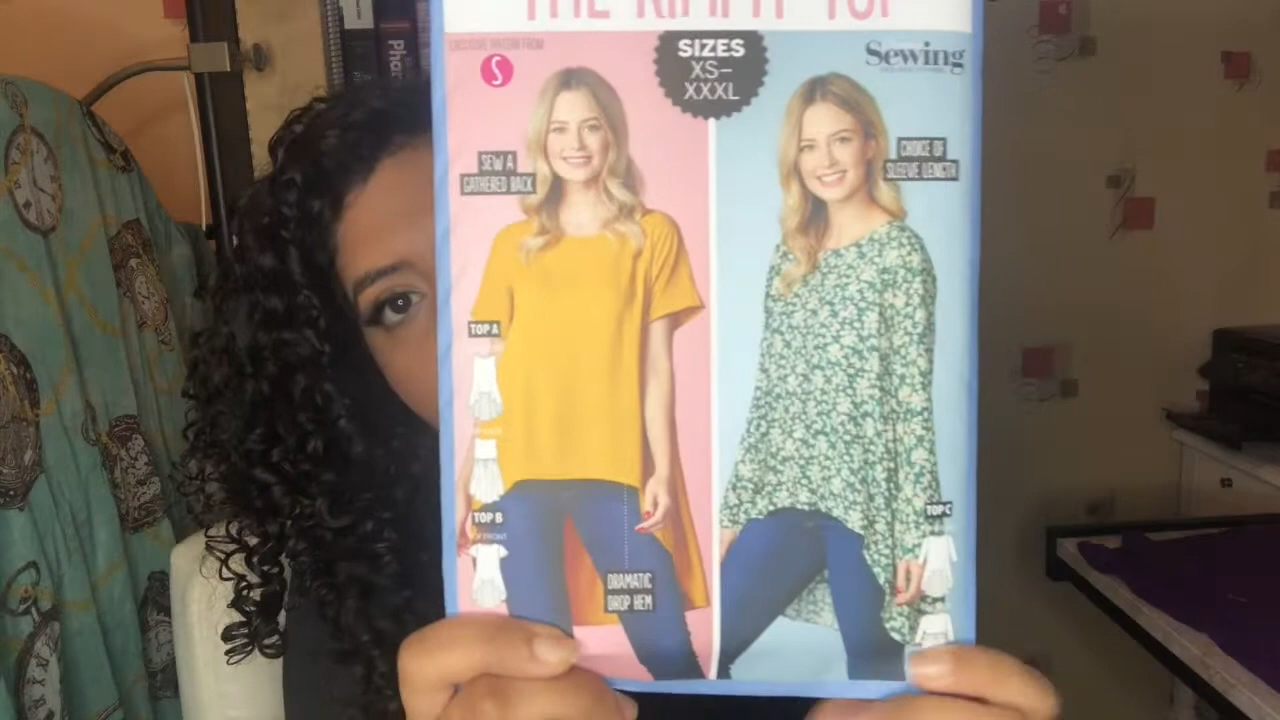 SIZES
XS–
XXXL
Sewing
S
SEW A
GATHERED BACK
CHOICE OF
SLEEVE LENGTH
TOP A
TOP B
TOP C
DRAMATIC
DROP HEM